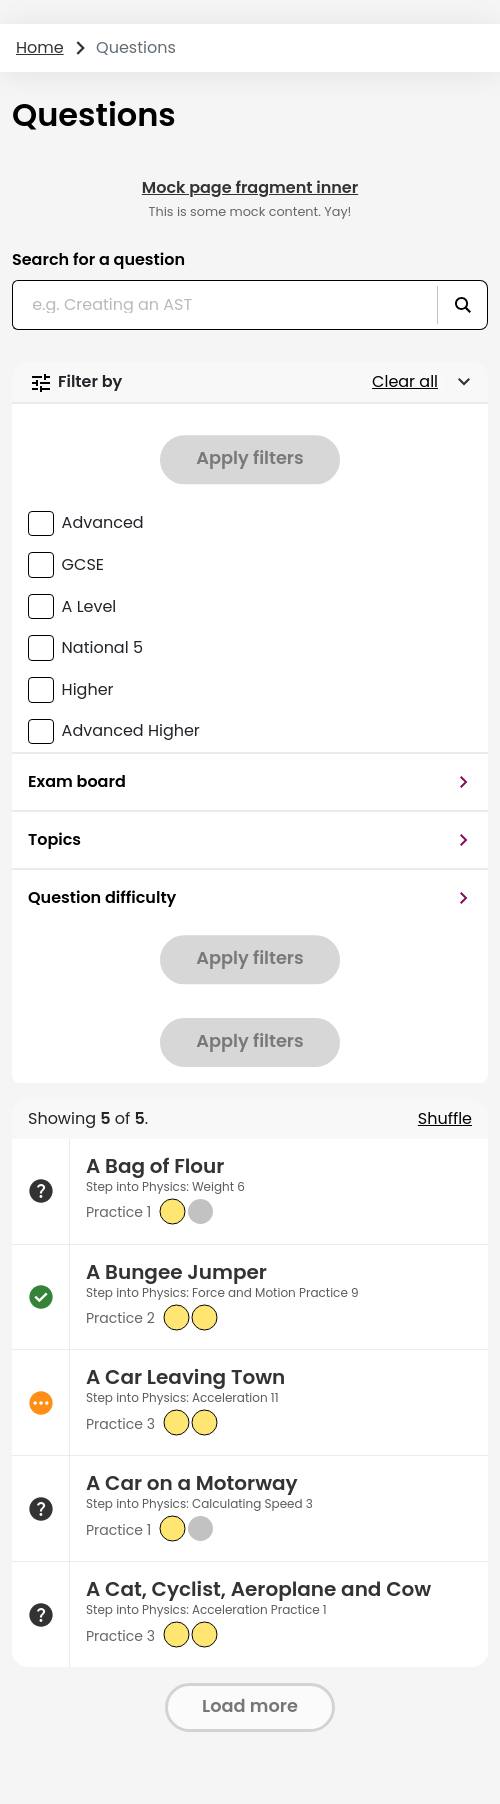 Home Questions
Questions
Mock page fragment inner
This is some mock content. Yay!
Search for a question
e.g. Creating an AST
Filter by Clear all
Apply filters
Advanced
GCSE
A Level
National 5
Higher
Advanced Higher
Exam board
Topics
Question difficulty
Apply filters
Apply filters
Showing 5 of 5. Shuffle
A Bag of Flour
Step into Physics: Weight 6
Practice 1
A Bungee Jumper
Step into Physics: Force and Motion Practice 9
Practice 2
A Car Leaving Town
Step into Physics: Acceleration 11
Practice 3
A Car on a Motorway
Step into Physics: Calculating Speed 3
Practice 1
A Cat, Cyclist, Aeroplane and Cow
Step into Physics: Acceleration Practice 1
Practice 3
Load more